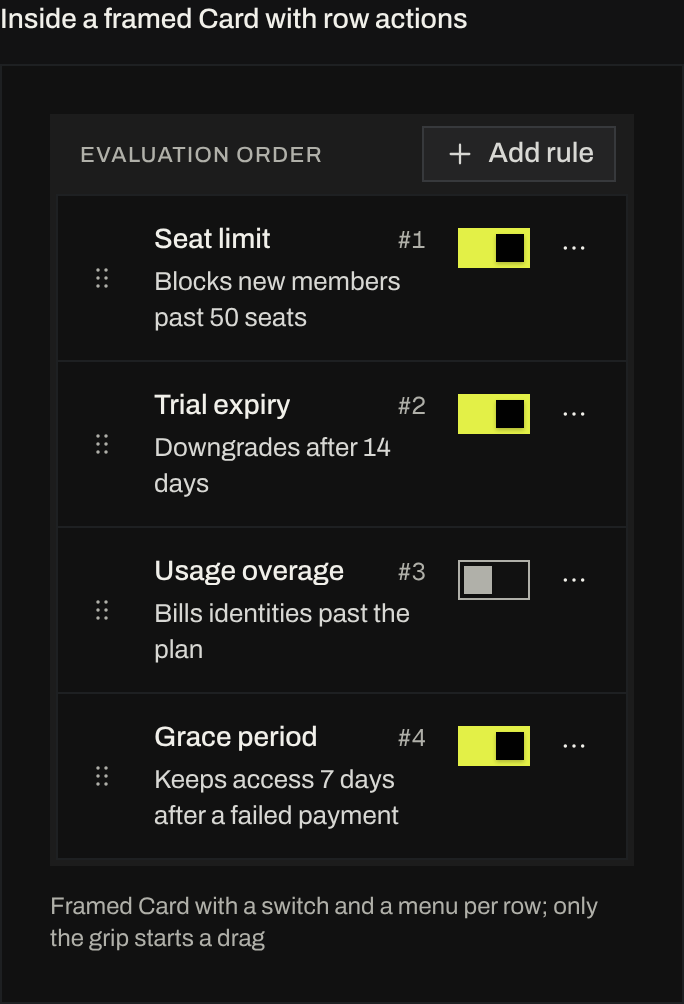 Inside a framed Card with row actions
EVALUATION ORDER
Add rule
Seat limit #1
Blocks new members
past 50 seats
Trial expiry #2
Downgrades after 14
days
Usage overage #3
Bills identities past the
plan
Grace period #4
Keeps access 7 days
after a failed payment
Framed Card with a switch and a menu per row; only
the grip starts a drag